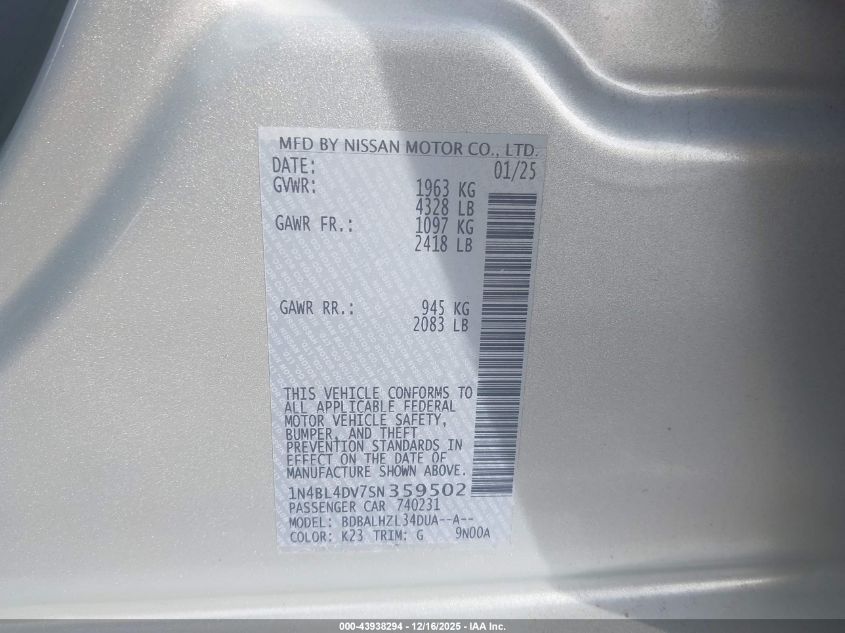 MFD BY NISSAN MOTOR CO., LTD.
DATE: 01/25
GVWR: 1963 KG
4328 LB
GAWR FR.: 1097 KG
2418 LB
GAWR RR.: 945 KG
2083 LB
THIS VEHICLE CONFORMS TO
ALL APPLICABLE FEDERAL
MOTOR VEHICLE SAFETY,
BUMPER, AND THEFT
PREVENTION STANDARDS IN
EFFECT ON THE DATE OF
MANUFACTURE SHOWN ABOVE.
1N4BL4DV7SN359502
PASSENGER CAR 740231
MODEL: BDBALHZL34DUA--A--
COLOR: K23 TRIM: G 9N00A
000-43938294 - 12/16/2025 - IAA Inc.